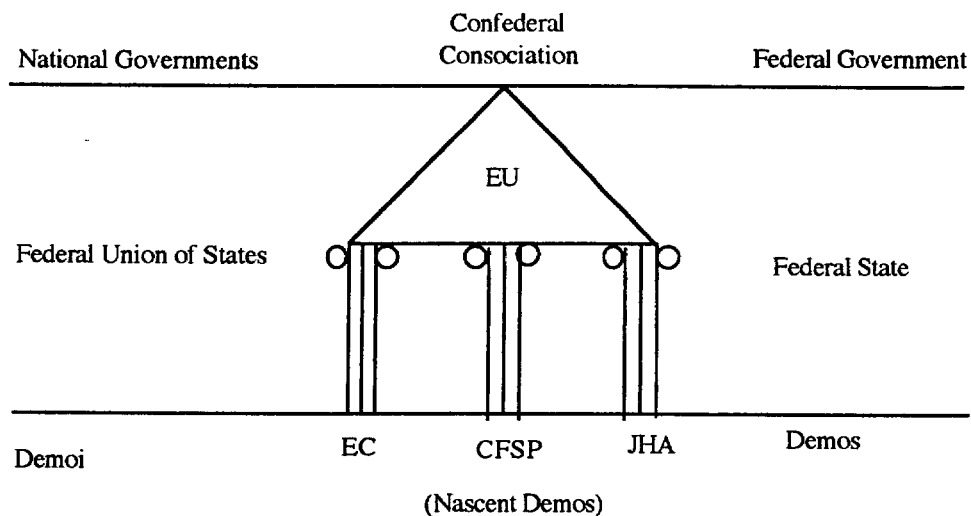 Confederal
National Governments Consociation Federal Government
EU
Federal Union of States Federal State
EC CFSP JHA Demos
Demoi
(Nascent Demos)